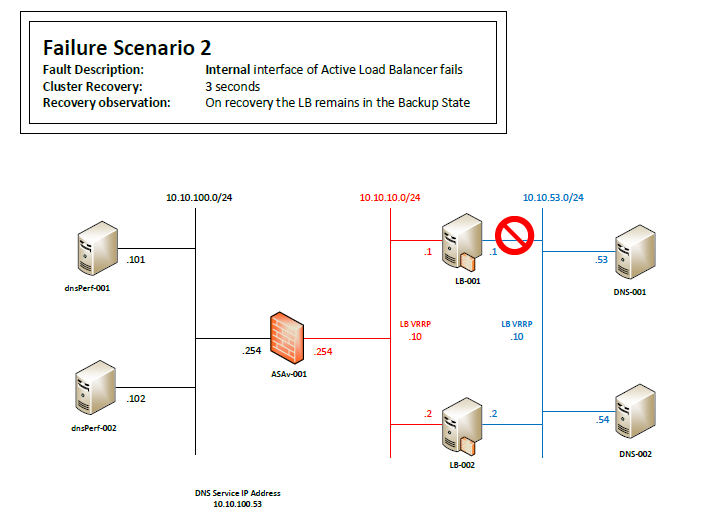 Failure Scenario 2
Fault Description: Internal interface of Active Load Balancer fails
Cluster Recovery: 3 seconds
Recovery observation: On recovery the LB remains in the Backup State
10.10.100.0/24 10.10.10.0/24 10.10.53.0/24
.101 .1 .1 .53
dnsPerf-001 LB-001 DNS-001
LB VRRP LB VRRP
.10 .10
.254 .254
ASAv-001
.102 .2 .2 .54
dnsPerf-002 LB-002 DNS-002
DNS Service IP Address
10.10.100.53